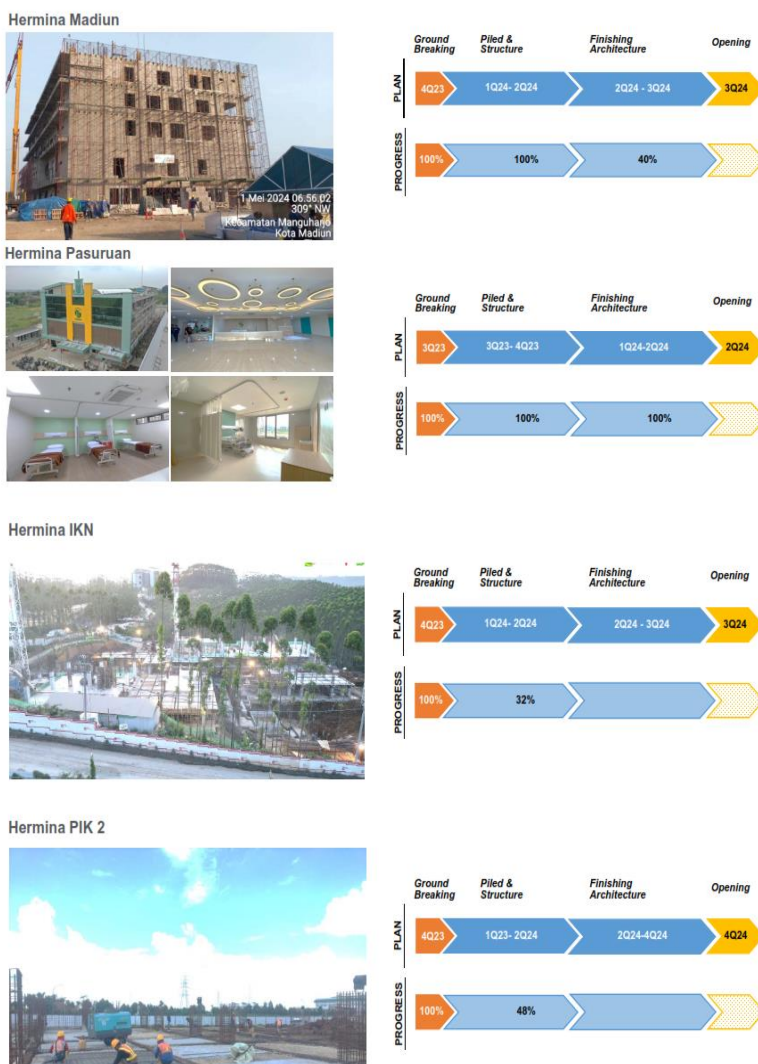 Hermina Madiun
Ground
Breaking
Piled &
Structure
Finishing
Architecture
Opening
PLAN
4Q23
1Q24- 2Q24
2Q24 - 3Q24
3Q24
PROGRESS
100%
100%
40%
1 Mei 2024 06.56.02
309° NW
Kecamatan Manguharjo
Kota Madiun
Hermina Pasuruan
Ground
Breaking
Piled &
Structure
Finishing
Architecture
Opening
PLAN
3Q23
3Q23- 4Q23
1Q24-2Q24
2Q24
PROGRESS
100%
100%
100%
Hermina IKN
Ground
Breaking
Piled &
Structure
Finishing
Architecture
Opening
PLAN
4Q23
1Q24- 2Q24
2Q24 - 3Q24
3Q24
PROGRESS
100%
32%
Hermina PIK 2
Ground
Breaking
Piled &
Structure
Finishing
Architecture
Opening
PLAN
4Q23
1Q23- 2Q24
2Q24-4Q24
4Q24
PROGRESS
100%
48%